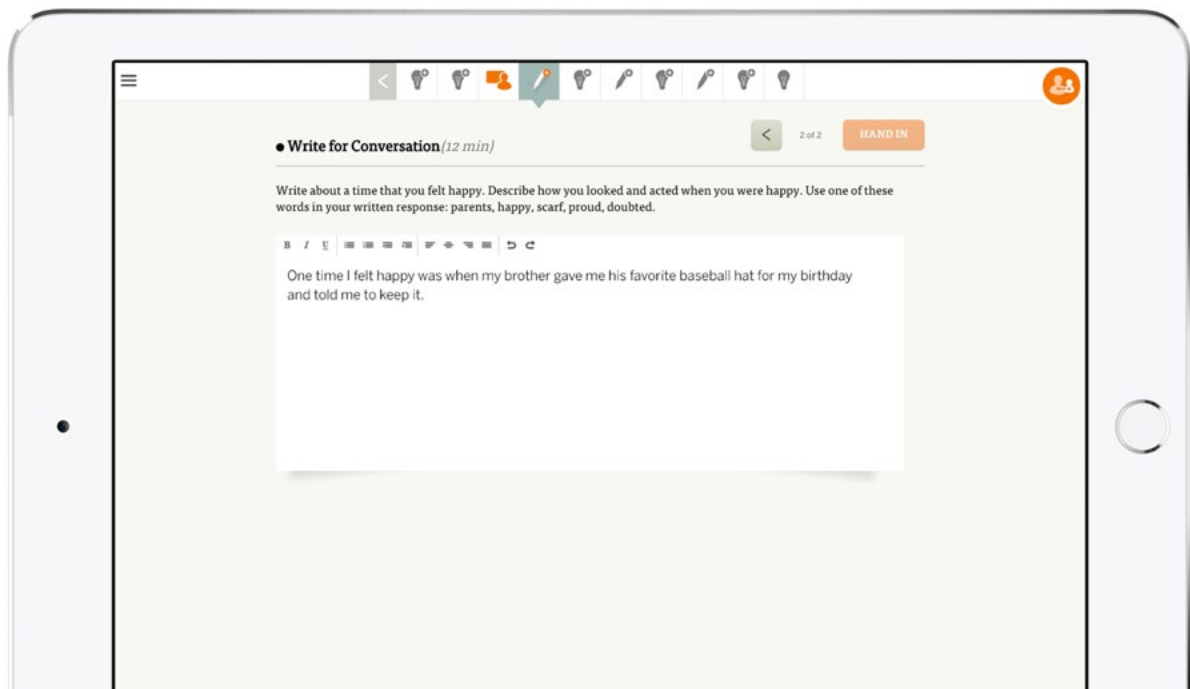 Write for Conversation (12 min)
2 of 2
HAND IN
Write about a time that you felt happy. Describe how you looked and acted when you were happy. Use one of these
words in your written response: parents, happy, scarf, proud, doubted.
B I U
One time I felt happy was when my brother gave me his favorite baseball hat for my birthday
and told me to keep it.